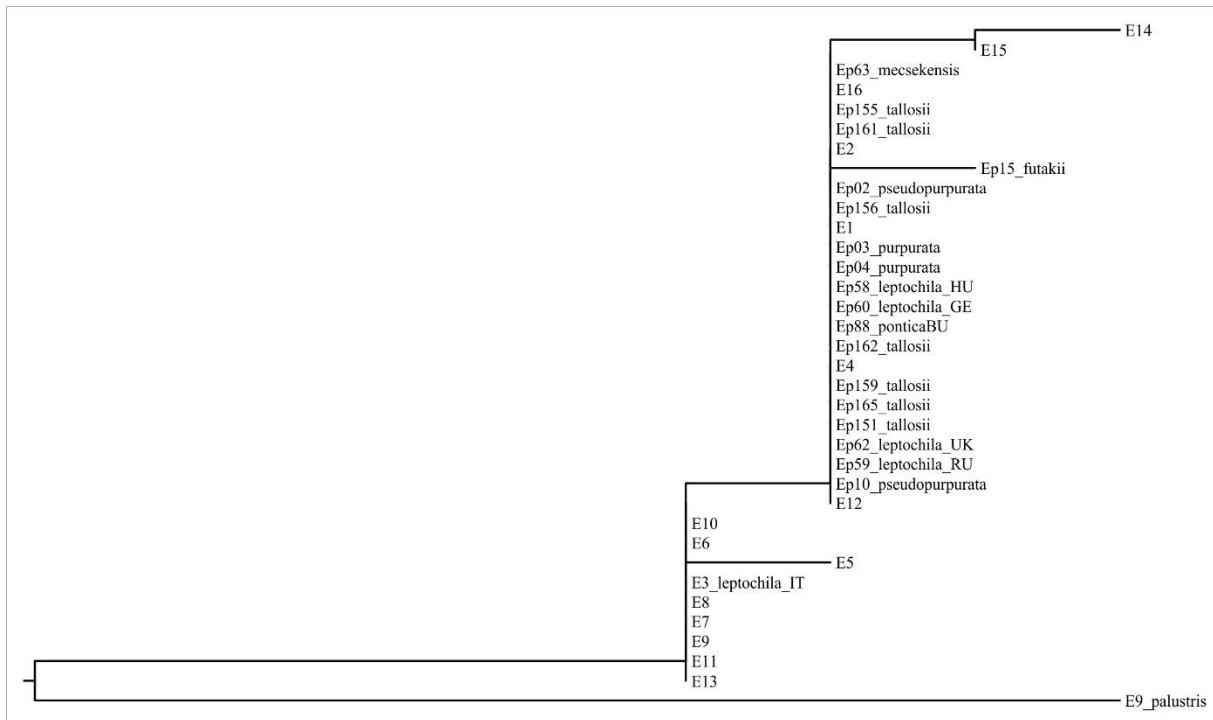 E14
E15
Ep63_mecsekensis
E16
Ep155_tallosii
Ep161_tallosii
E2
Ep15_futakii
Ep02_pseudopurpurata
Ep156_tallosii
E1
Ep03_purpurata
Ep04_purpurata
Ep58_leptochila_HU
Ep60_leptochila_GE
Ep88_ponticaBU
Ep162_tallosii
E4
Ep159_tallosii
Ep165_tallosii
Ep151_tallosii
Ep62_leptochila_UK
Ep59_leptochila_RU
Ep10_pseudopurpurata
E12
E10
E6
E5
E3_leptochila_IT
E8
E7
E9
E11
E13
E9_palustris